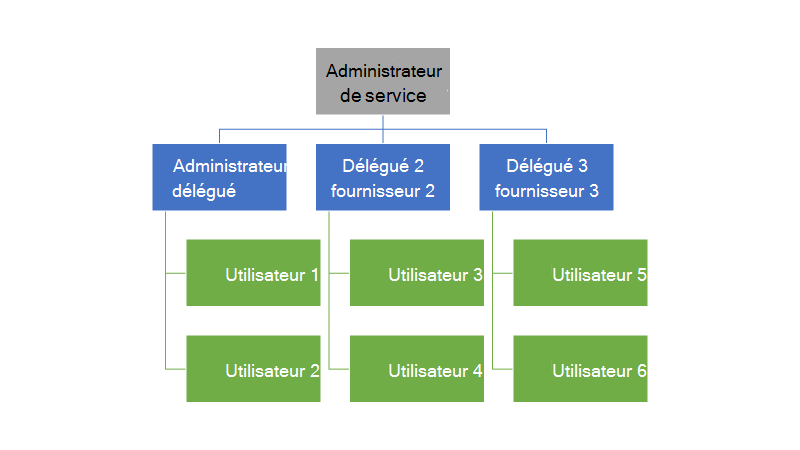 Administrateur
de service
Administrateur
délégué
Délégué 2
fournisseur 2
Délégué 3
fournisseur 3
Utilisateur 1
Utilisateur 3
Utilisateur 5
Utilisateur 2
Utilisateur 4
Utilisateur 6